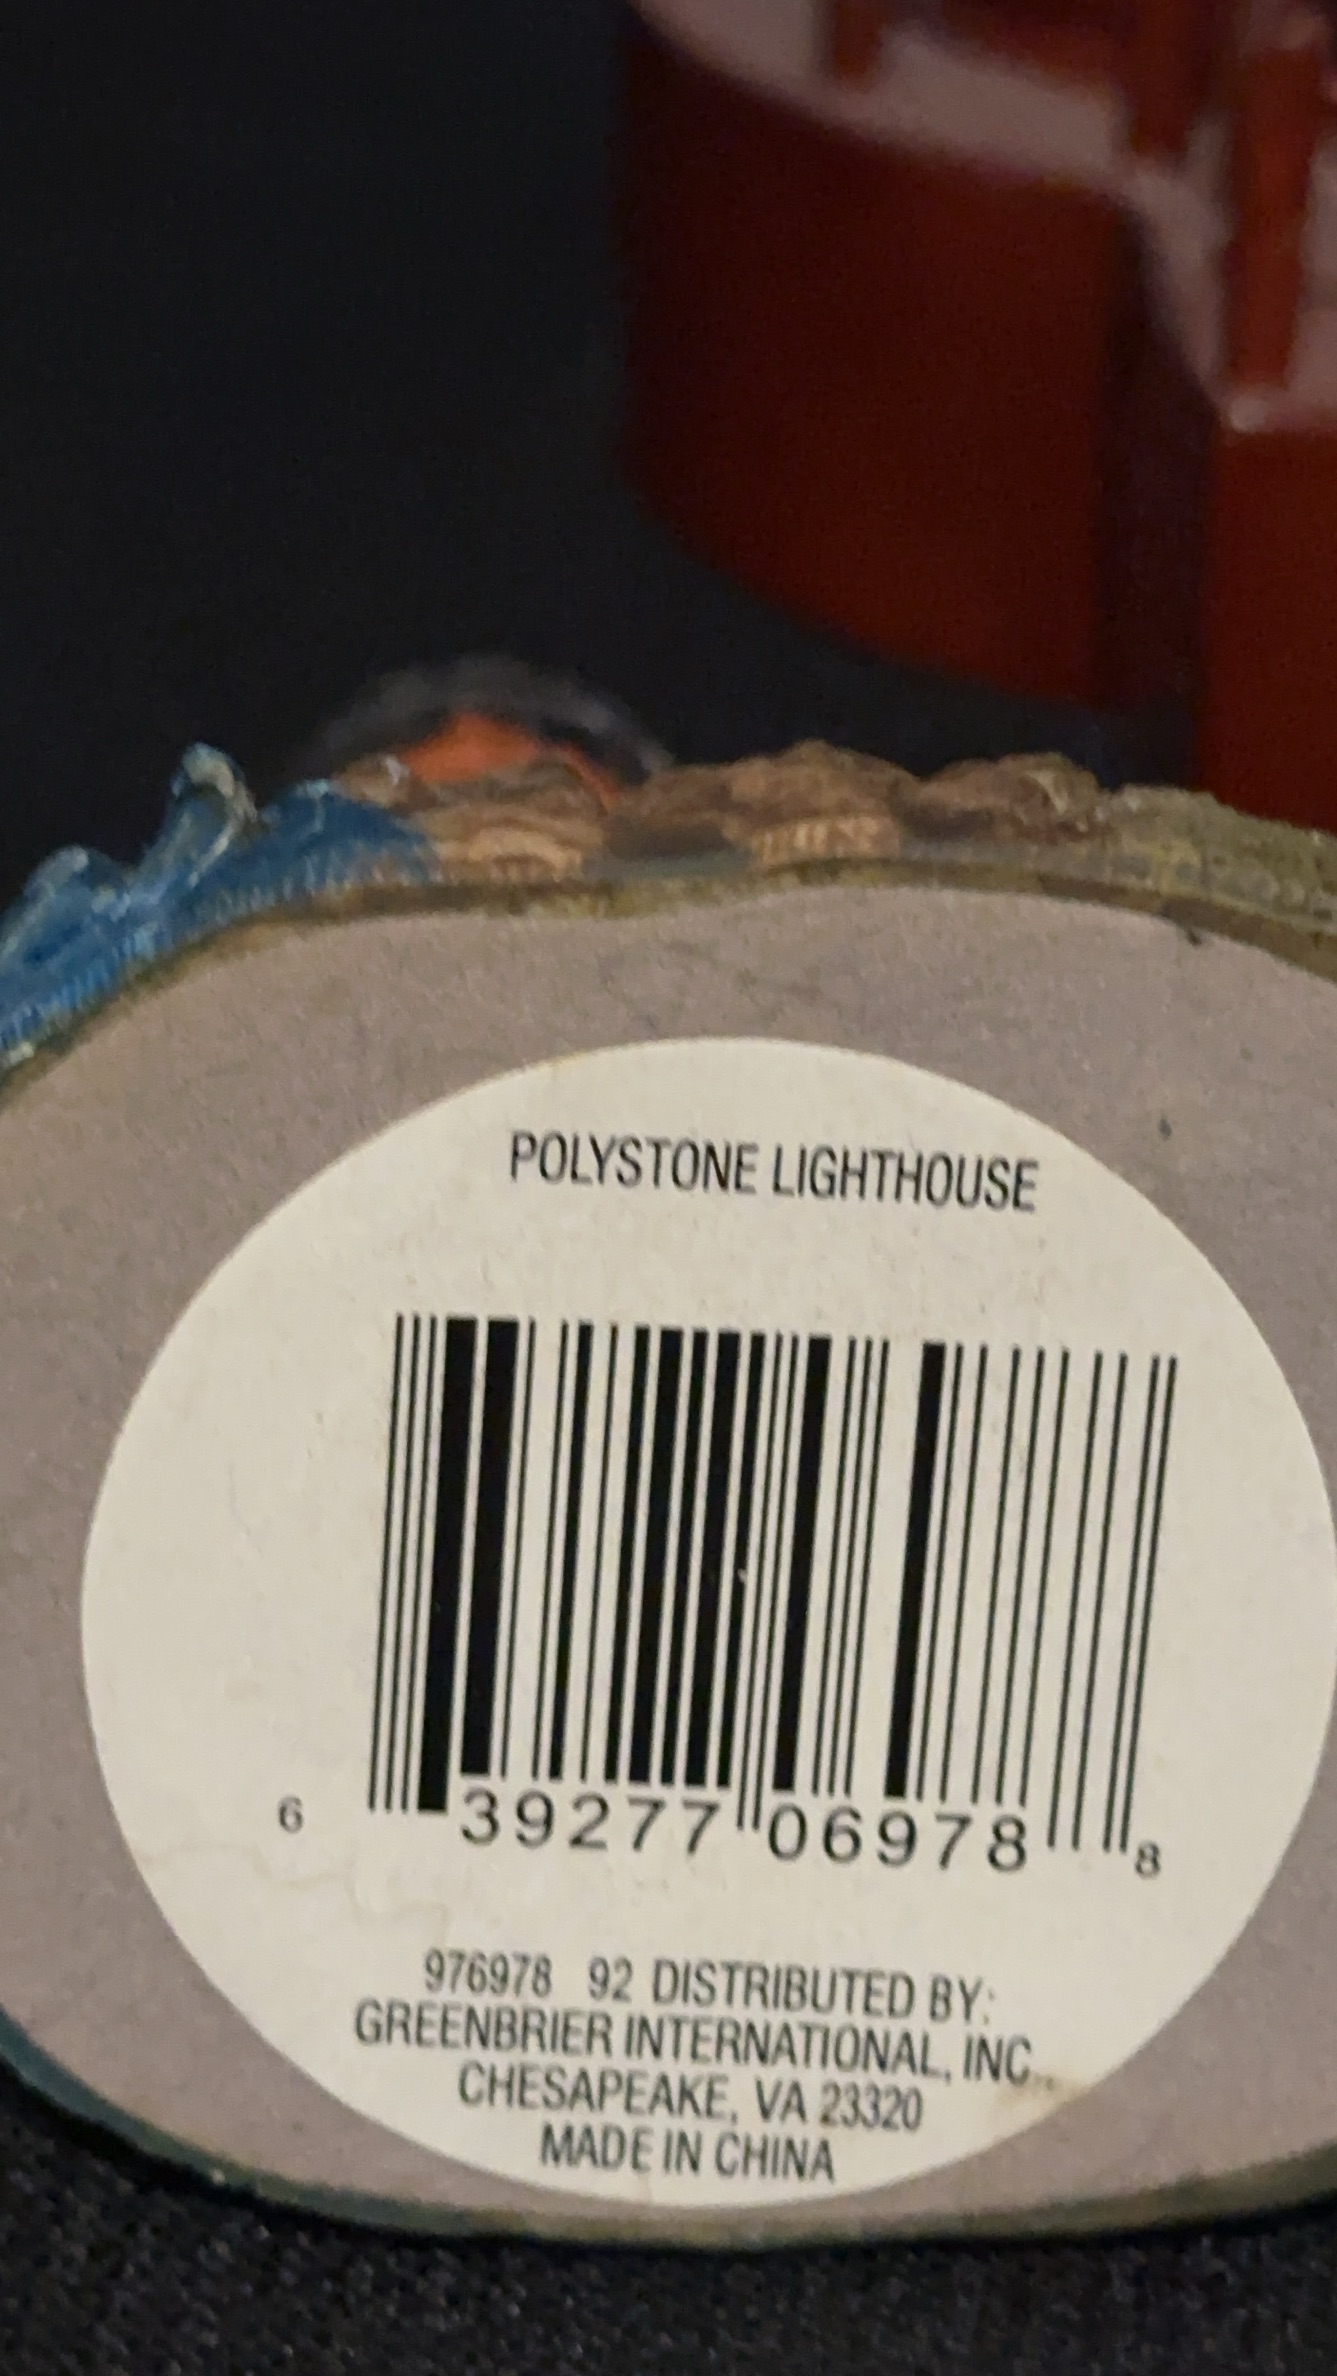 POLYSTONE LIGHTHOUSE
6 39277 06978 8
976978 92 DISTRIBUTED BY:
GREENBRIER INTERNATIONAL, INC.
CHESAPEAKE, VA 23320
MADE IN CHINA